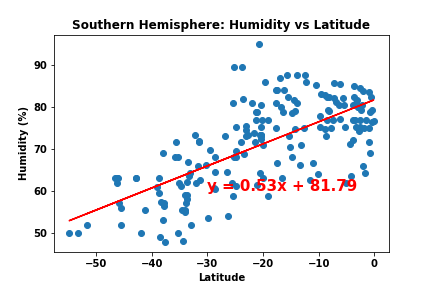 Southern Hemisphere: Humidity vs Latitude
Humidity (%)
90
80
70
60
50
y = 0.53x + 81.79
−50
−40
−30
−20
−10
0
Latitude